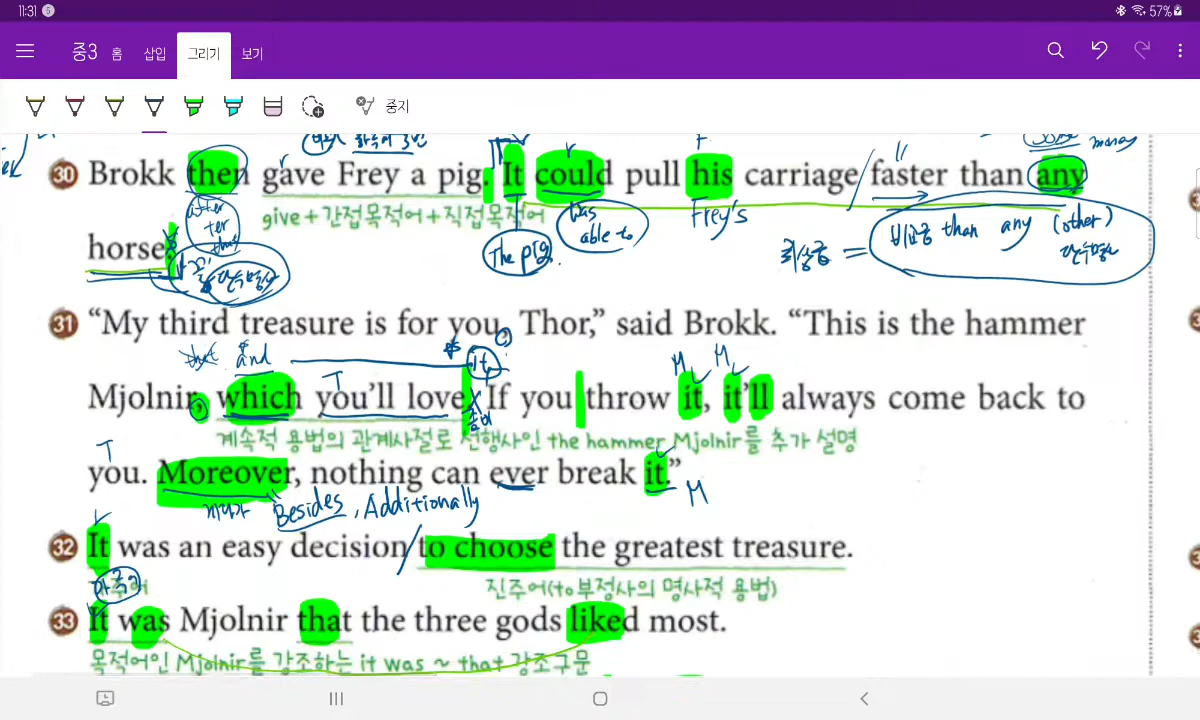 11:31 5 57%
중3 홈 삽입 그리기 보기
중지
30 Brokk then gave Frey a pig. It could pull his carriage faster than any
give+간접목적어+직접목적어
after
was able to
Frey's
The pig
horse.
최상급 = 비교급 than any (other) 단수명사
31 “My third treasure is for you, Thor,” said Brokk. “This is the hammer
that and it M M
T
Mjolnir, which you'll love. If you throw it, it'll always come back to
계속적 용법의 관계사절로 선행사인 the hammer Mjolnir를 추가 설명
T
you. Moreover, nothing can ever break it.”
게다가 Besides, Additionally M
32 It was an easy decision to choose the greatest treasure.
진주어(to부정사의 명사적 용법)
33 It was Mjolnir that the three gods liked most.
목적어인 Mjolnir를 강조하는 it was ~ that 강조구문